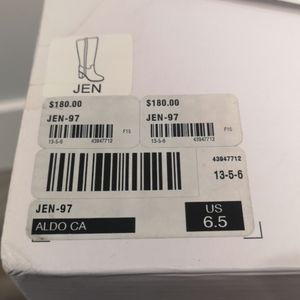 JEN
$180.00
JEN-97
F15
13-5-6 43947712
$180.00
JEN-97
F15
13-5-6 43947712
43947712
13-5-6
JEN-97
ALDO CA
US
6.5